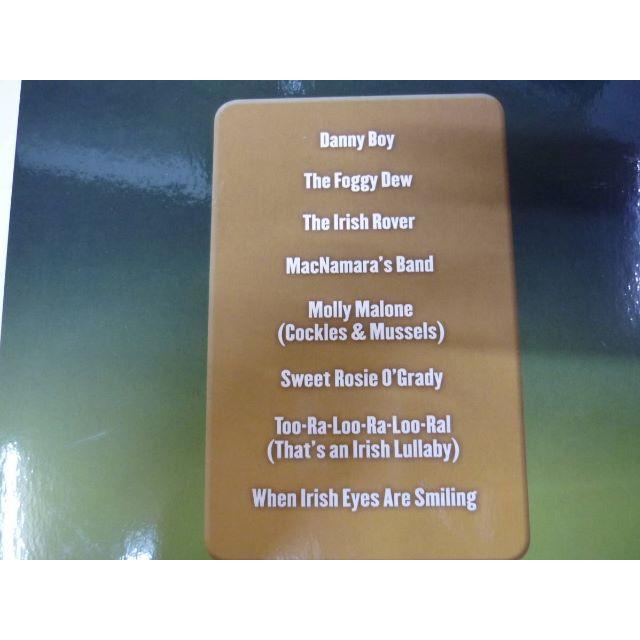 Danny Boy
The Foggy Dew
The Irish Rover
MacNamara's Band
Molly Malone
(Cockles & Mussels)
Sweet Rosie O'Grady
Too-Ra-Loo-Ra-Loo-Ral
(That's an Irish Lullaby)
When Irish Eyes Are Smiling